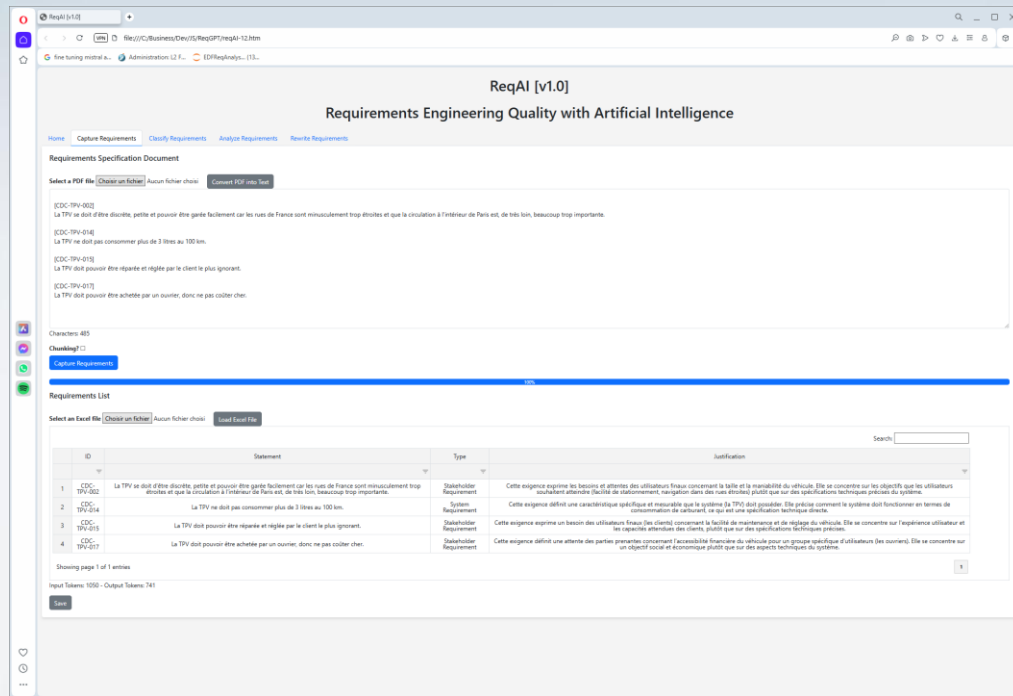 ReqAI [v1.0]
VPN file:///C:/Business/Dev/JS/ReqGPT/reqAI-12.htm
fine tuning mistral a... Administration: L2 F... EDFReqAnalys... (13...
ReqAI [v1.0]
Requirements Engineering Quality with Artificial Intelligence
Home Capture Requirements Classify Requirements Analyze Requirements Rewrite Requirements
Requirements Specification Document
Select a PDF file Choisir un fichier Aucun fichier choisi Convert PDF into Text
[CDC-TPV-002]
La TPV se doit d'être discrète, petite et pouvoir être garée facilement car les rues de France sont minusculement trop étroites et que la circulation à l'intérieur de Paris est, de très loin, beaucoup trop importante.
[CDC-TPV-014]
La TPV ne doit pas consommer plus de 3 litres au 100 km.
[CDC-TPV-015]
La TPV doit pouvoir être réparée et réglée par le client le plus ignorant.
[CDC-TPV-017]
La TPV doit pouvoir être achetée par un ouvrier, donc ne pas coûter cher.
Characters: 485
Chunking?
Capture Requirements
100%
Requirements List
Select an Excel file Choisir un fichier Aucun fichier choisi Load Excel File
Search:
ID Statement Type Justification
1 CDC-TPV-002 La TPV se doit d'être discrète, petite et pouvoir être garée facilement car les rues de France sont minusculement trop étroites et que la circulation à l'intérieur de Paris est, de très loin, beaucoup trop importante. Stakeholder Requirement Cette exigence exprime les besoins et attentes des utilisateurs finaux concernant la taille et la maniabilité du véhicule. Elle se concentre sur les objectifs que les utilisateurs souhaitent atteindre (facilité de stationnement, navigation dans des rues étroites) plutôt que sur des spécifications techniques précises du système.
2 CDC-TPV-014 La TPV ne doit pas consommer plus de 3 litres au 100 km. System Requirement Cette exigence définit une caractéristique spécifique et mesurable que le système (la TPV) doit posséder. Elle précise comment le système doit fonctionner en termes de consommation de carburant, ce qui est une spécification technique directe.
3 CDC-TPV-015 La TPV doit pouvoir être réparée et réglée par le client le plus ignorant. Stakeholder Requirement Cette exigence exprime un besoin des utilisateurs finaux (les clients) concernant la facilité de maintenance et de réglage du véhicule. Elle se concentre sur l'expérience utilisateur et les capacités attendues des clients, plutôt que sur des spécifications techniques précises.
4 CDC-TPV-017 La TPV doit pouvoir être achetée par un ouvrier, donc ne pas coûter cher. Stakeholder Requirement Cette exigence définit une attente des parties prenantes concernant l'accessibilité financière du véhicule pour un groupe spécifique d'utilisateurs (les ouvriers). Elle se concentre sur un objectif social et économique plutôt que sur des aspects techniques du système.
Showing page 1 of 1 entries 1
Input Tokens: 1050 - Output Tokens: 741
Save